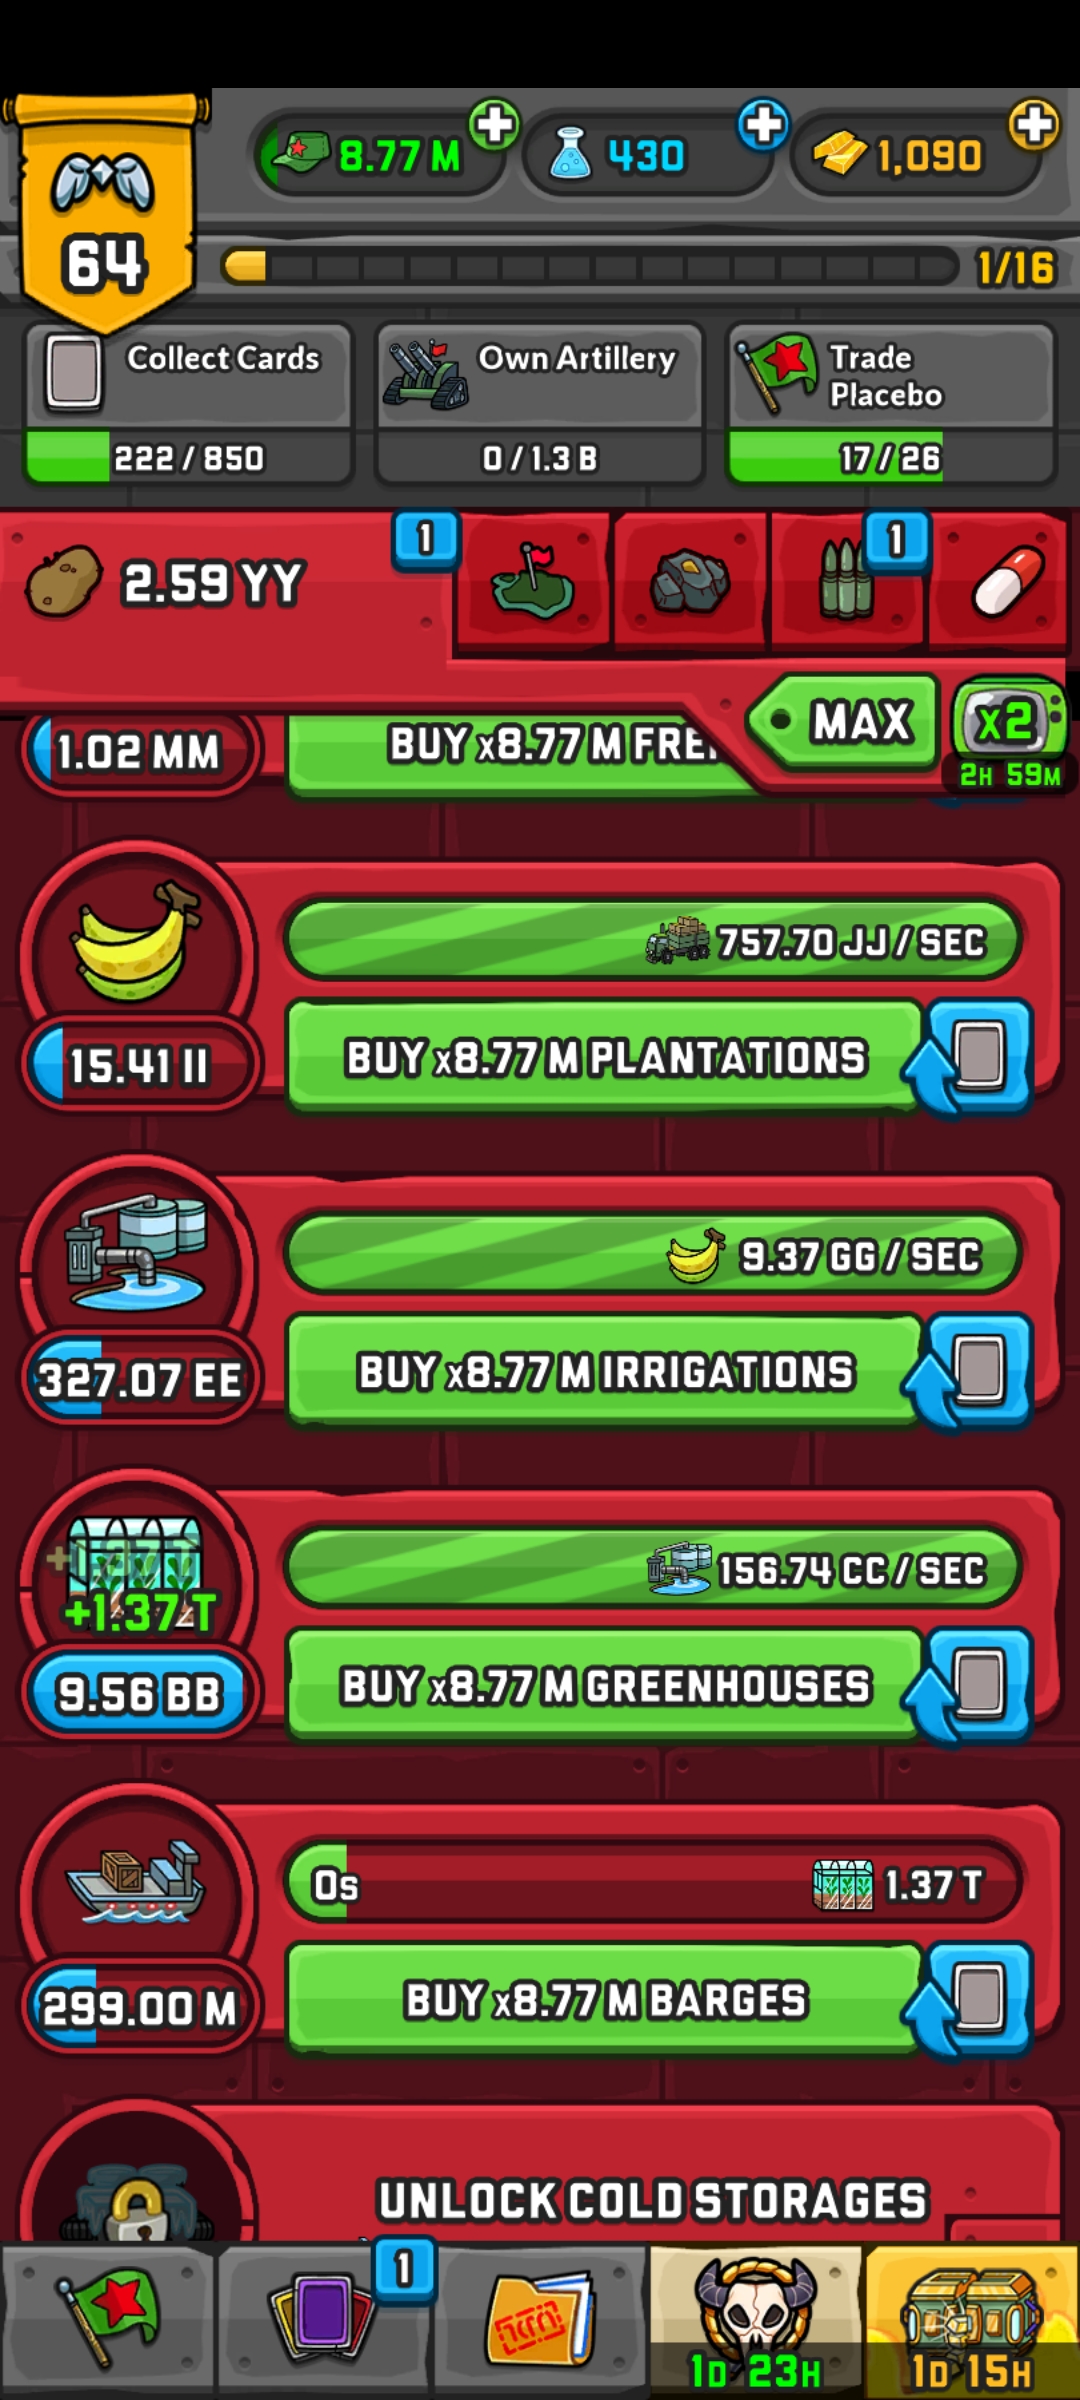 8.77 M
430
1,090
64
1/16
Collect Cards
222 / 850
Own Artillery
0 / 1.3 B
Trade
Placebo
17 / 26
2.59 YY
1
1
MAX
x2
2H 59M
1.02 MM
BUY x8.77 M
757.70 JJ / SEC
15.41 II
BUY x8.77 M PLANTATIONS
9.37 GG / SEC
327.07 EE
BUY x8.77 M IRRIGATIONS
156.74 CC / SEC
+1.37 T
9.56 BB
BUY x8.77 M GREENHOUSES
0s
1.37 T
299.00 M
BUY x8.77 M BARGES
UNLOCK COLD STORAGES
1
1D 23H
1D 15H